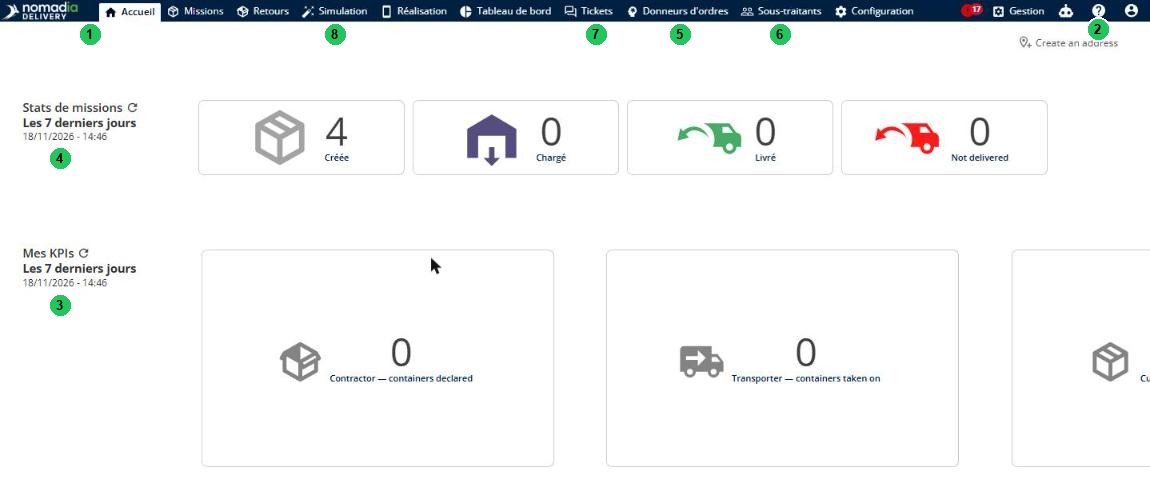 nomadia DELIVERY Accueil Missions Retours Simulation Réalisation Tableau de bord Tickets Donneurs d'ordres Sous-traitants Configuration 17 Gestion
1 8 7 5 6 2
Create an address
Stats de missions
Les 7 derniers jours
18/11/2026 - 14:46
4
4
Créée
0
Chargé
0
Livré
0
Not delivered
Mes KPIs
Les 7 derniers jours
18/11/2026 - 14:46
3
0
Contractor — containers declared
0
Transporter — containers taken on
Cu